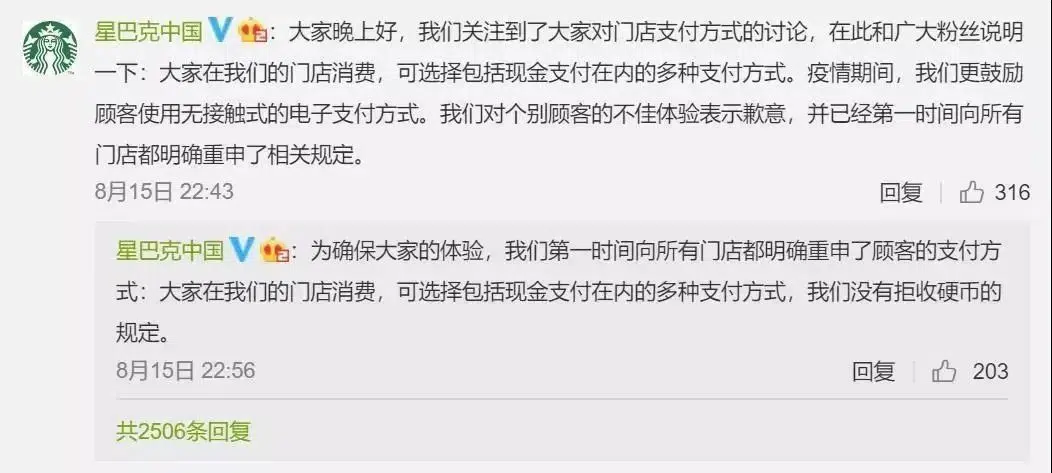 星巴克中国：大家晚上好，我们关注到了大家对门店支付方式的讨论，在此和广大粉丝说明
一下：大家在我们的门店消费，可选择包括现金支付在内的多种支付方式。疫情期间，我们更鼓励
顾客使用无接触式的电子支付方式。我们对个别顾客的不佳体验表示歉意，并已经第一时间向所有
门店都明确重申了相关规定。
8月15日 22:43 回复 316
星巴克中国：为确保大家的体验，我们第一时间向所有门店都明确重申了顾客的支付方
式：大家在我们的门店消费，可选择包括现金支付在内的多种支付方式，我们没有拒收硬币的
规定。
8月15日 22:56 回复 203
共2506条回复